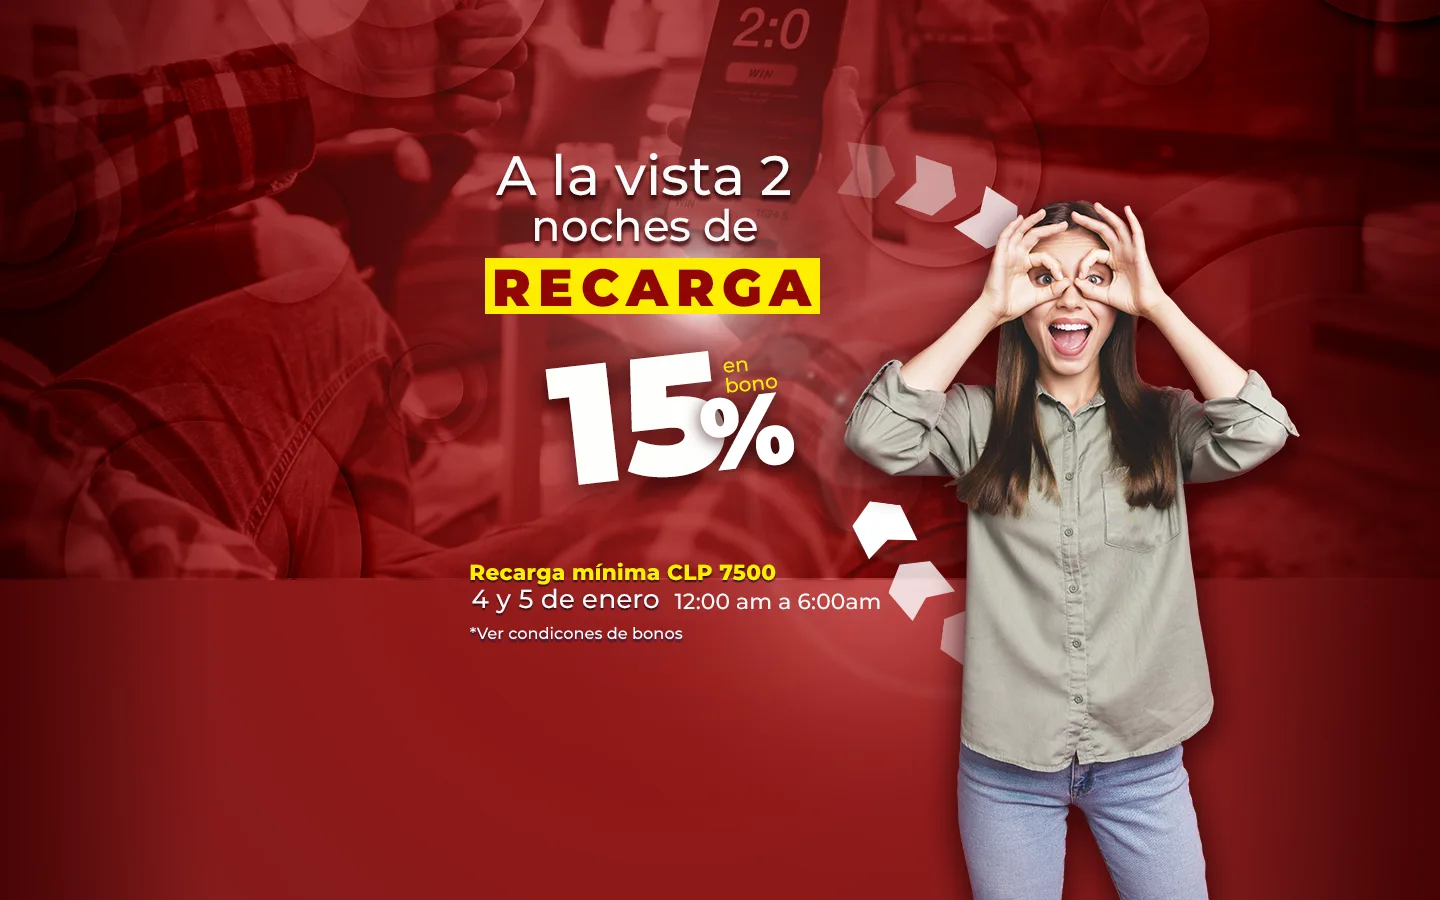 2:0
WIN
A la vista 2
noches de
RECARGA
15%
en
bono
Recarga mínima CLP 7500
4 y 5 de enero 12:00 am a 6:00am
*Ver condicones de bonos